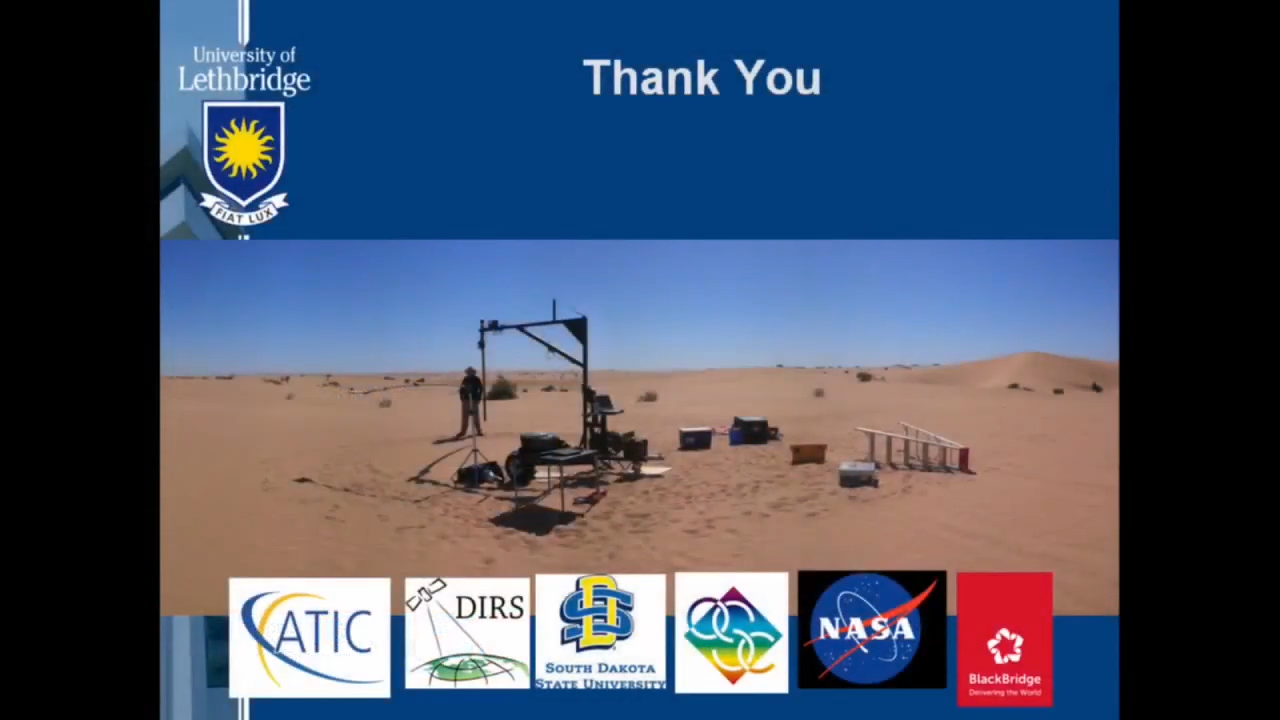 University of
Lethbridge
Thank You
FIAT LUX
ATIC
DIRS
SOUTH DAKOTA
STATE UNIVERSITY
NASA
BlackBridge
Delivering the World